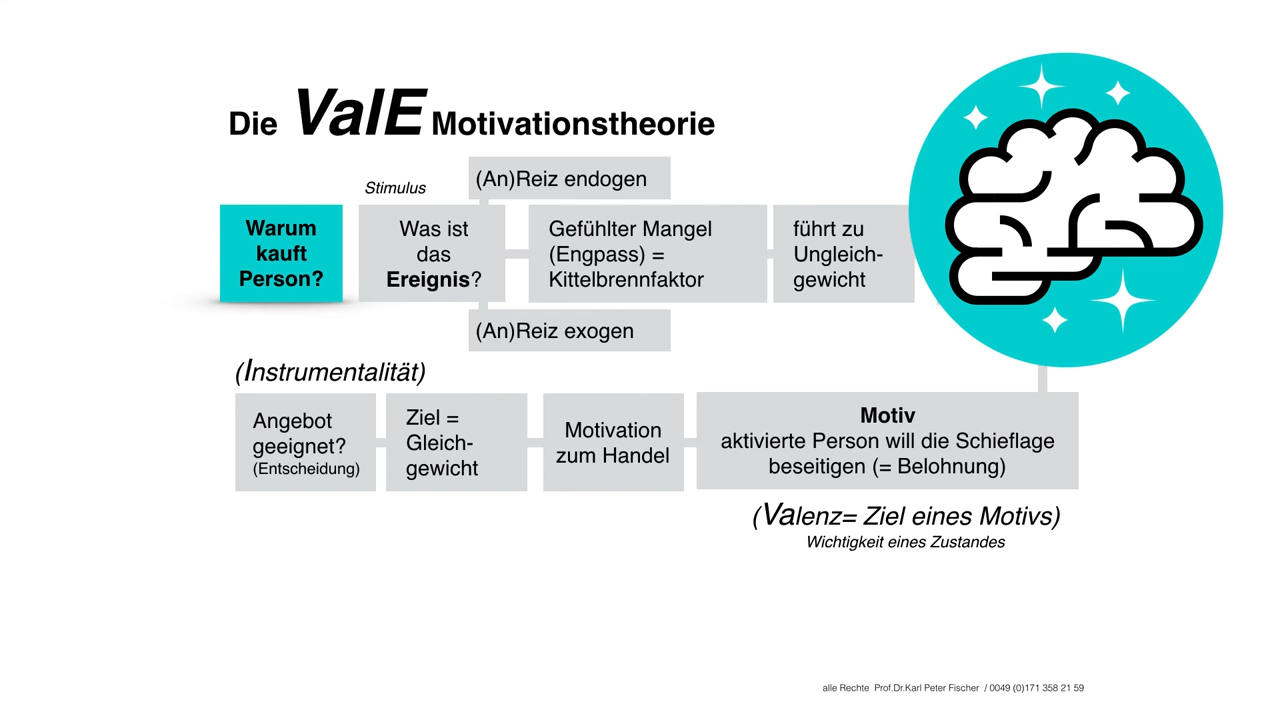 Die VaIE Motivationstheorie
(An)Reiz endogen
Stimulus
Warum
kauft
Person?
Was ist
das
Ereignis?
Gefühlter Mangel
(Engpass) =
Kittelbrennfaktor
führt zu
Ungleich-
gewicht
(An)Reiz exogen
(Instrumentalität)
Angebot
geeignet?
(Entscheidung)
Ziel =
Gleich-
gewicht
Motivation
zum Handel
Motiv
aktivierte Person will die Schieflage
beseitigen (= Belohnung)
(Valenz= Ziel eines Motivs)
Wichtigkeit eines Zustandes
alle Rechte Prof.Dr.Karl Peter Fischer / 0049 (0)171 358 21 59